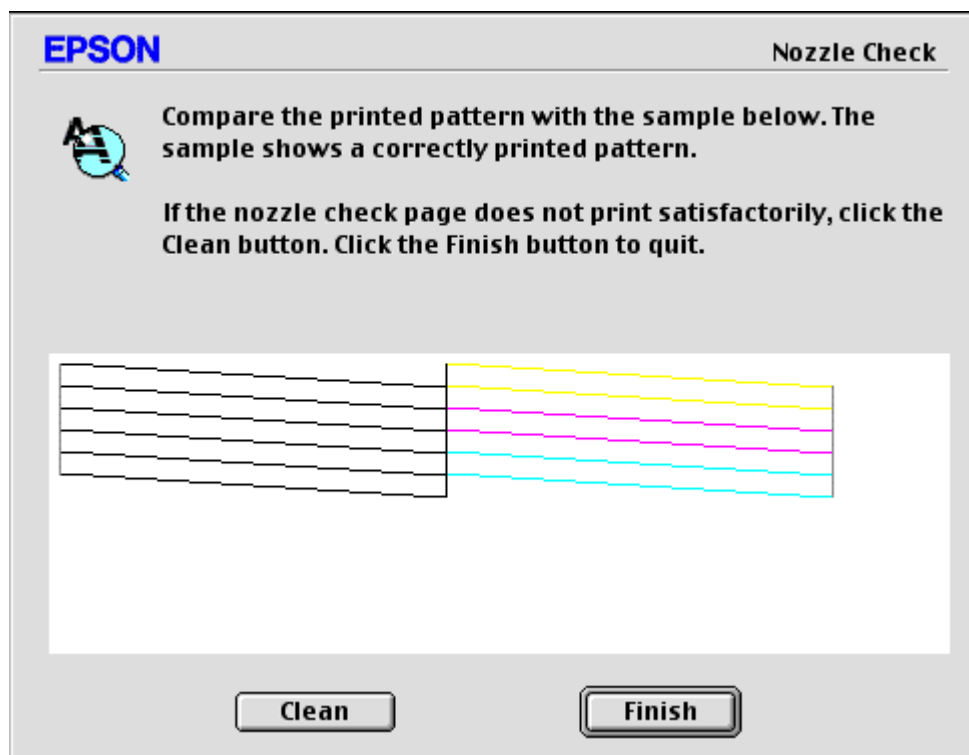 EPSON
Nozzle Check
Compare the printed pattern with the sample below. The
sample shows a correctly printed pattern.
If the nozzle check page does not print satisfactorily, click the
Clean button. Click the Finish button to quit.
Clean
Finish